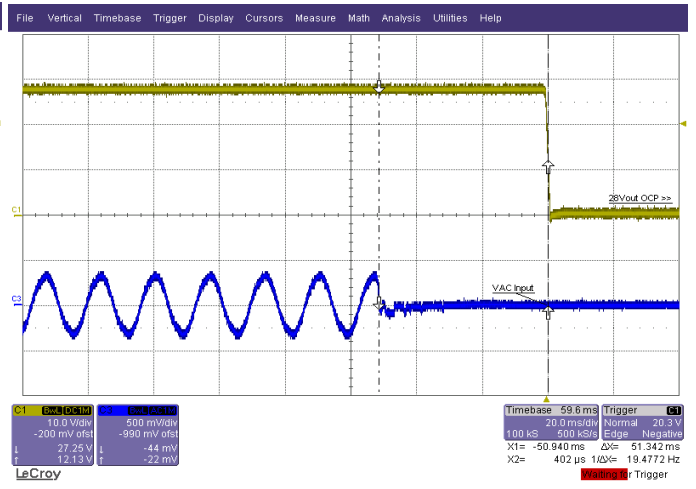 File Vertical Timebase Trigger Display Cursors Measure Math Analysis Utilities Help
28Vout OCP >>
C1
VAC Input
C3
C1 BwL DC1M
10.0 V/div
-200 mV ofst
27.25 V
12.13 V
500 mV/div
-990 mV ofst
-44 mV
-22 mV
Timebase 59.6 ms
20.0 ms/div
100 kS 500 kS/s
Trigger C1
Normal 20.3 V
Edge Negative
X1= -50.940 ms ΔX= 51.342 ms
X2= 402 µs 1/ΔX= 19.4772 Hz
LeCroy
Waiting for Trigger